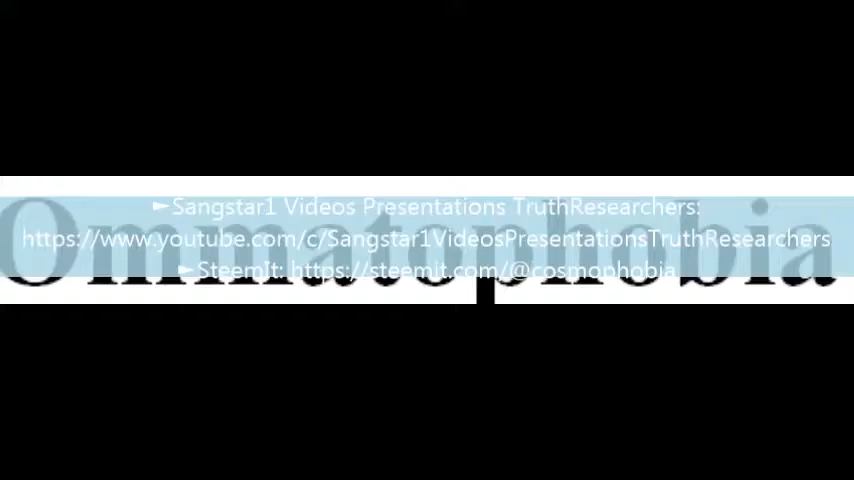 Ommatophobia
►Sangstar1 Videos Presentations TruthResearchers:
https://www.youtube.com/c/Sangstar1VideosPresentationsTruthResearchers
►SteemIt: https://steemit.com/@cosmophobia